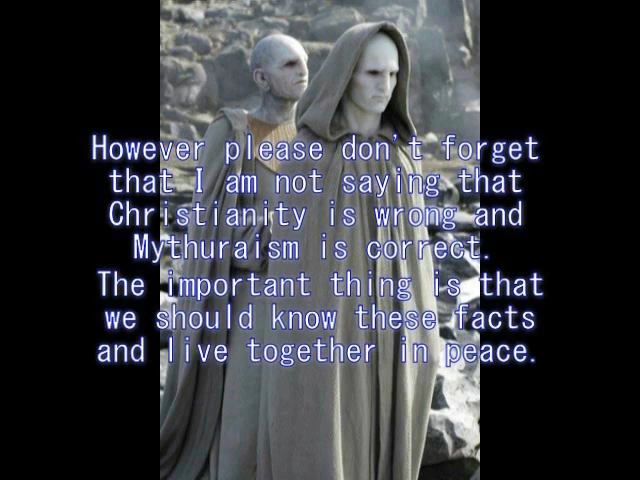 However please don't forget
that I am not saying that
Christianity is wrong and
Mythuraism is correct.
The important thing is that
we should know these facts
and live together in peace.